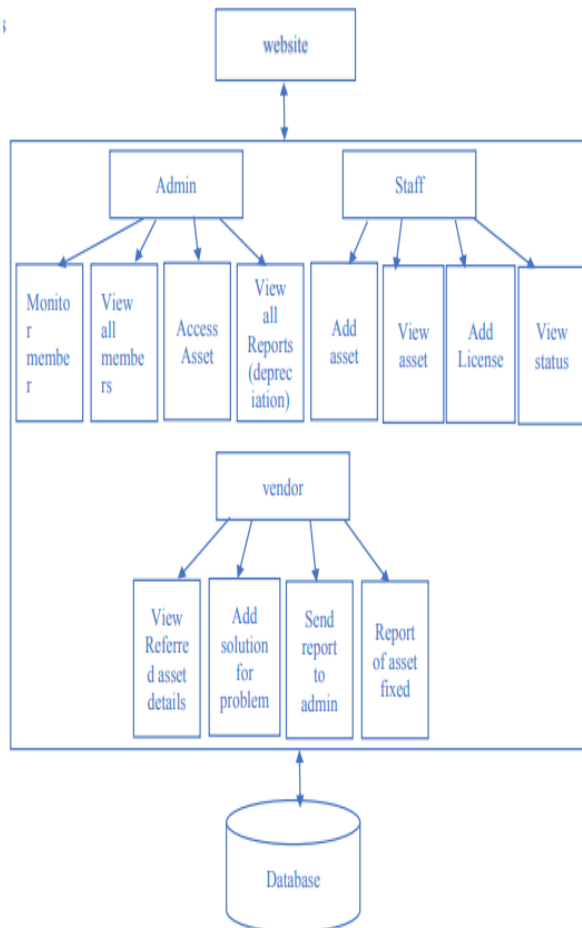 s
website
Admin
Staff
Monito
r
membe
r
View
all
membe
rs
Access
Asset
View
all
Reports
(deprec
iation)
Add
asset
View
asset
Add
License
View
status
vendor
View
Referre
d asset
details
Add
solution
for
problem
Send
report
to
admin
Report
of asset
fixed
Database